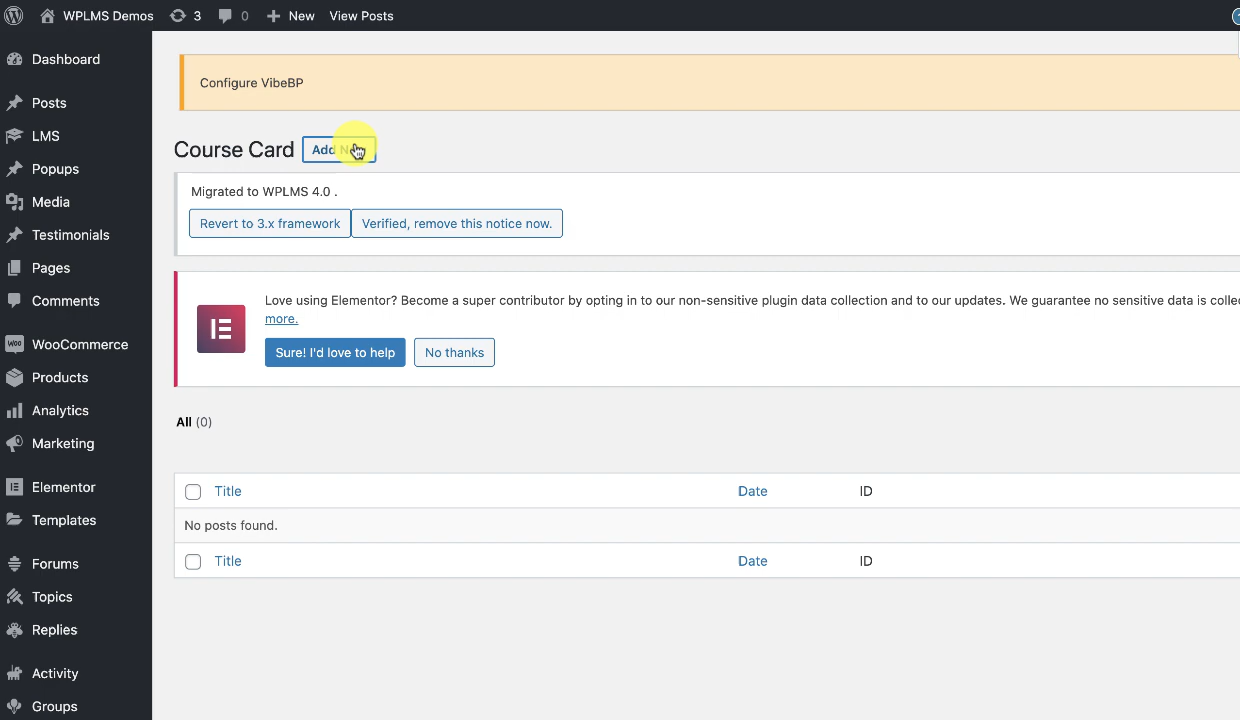 WPLMS Demos 3 0 New View Posts
Dashboard
Posts
LMS
Popups
Media
Testimonials
Pages
Comments
WooCommerce
Products
Analytics
Marketing
Elementor
Templates
Forums
Topics
Replies
Activity
Groups
Configure VibeBP
Course Card Add
Migrated to WPLMS 4.0 .
Revert to 3.x framework Verified, remove this notice now.
Love using Elementor? Become a super contributor by opting in to our non-sensitive plugin data collection and to our updates. We guarantee no sensitive data is
more.
Sure! I'd love to help No thanks
All (0)
Title Date ID
No posts found.
Title Date ID